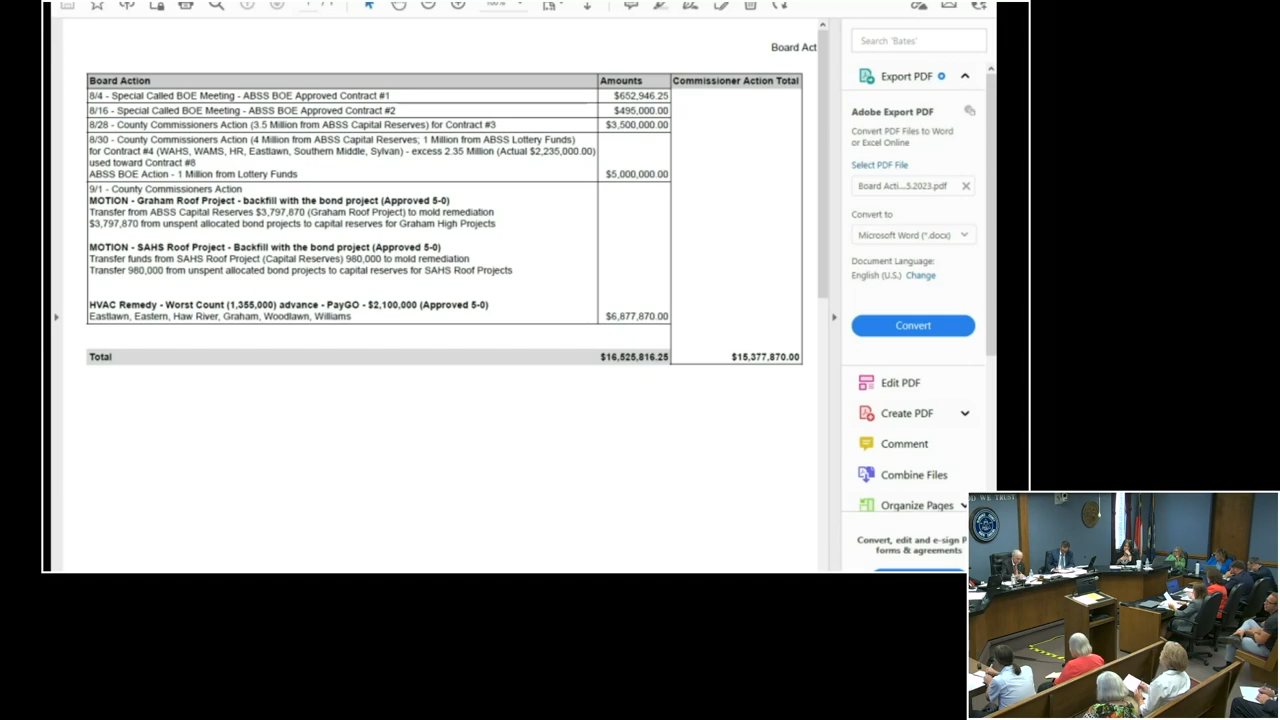 Board Act
Board Action Amounts Commissioner Action Total
8/4 - Special Called BOE Meeting - ABSS BOE Approved Contract #1 $652,946.25
8/16 - Special Called BOE Meeting - ABSS BOE Approved Contract #2 $495,000.00
8/28 - County Commissioners Action (3.5 Million from ABSS Capital Reserves) for Contract #3 $3,500,000.00
8/30 - County Commissioners Action (4 Million from ABSS Capital Reserves; 1 Million from ABSS Lottery Funds)
for Contract #4 (WAHS, WAMS, HR, Eastlawn, Southern Middle, Sylvan) - excess 2.35 Million (Actual $2,235,000.00)
used toward Contract #8
ABSS BOE Action - 1 Million from Lottery Funds $5,000,000.00
9/1 - County Commissioners Action
MOTION - Graham Roof Project - backfill with the bond project (Approved 5-0)
Transfer from ABSS Capital Reserves $3,797,870 (Graham Roof Project) to mold remediation
$3,797,870 from unspent allocated bond projects to capital reserves for Graham High Projects
MOTION - SAHS Roof Project - Backfill with the bond project (Approved 5-0)
Transfer funds from SAHS Roof Project (Capital Reserves) 980,000 to mold remediation
Transfer 980,000 from unspent allocated bond projects to capital reserves for SAHS Roof Projects
HVAC Remedy - Worst Count (1,355,000) advance - PayGO - $2,100,000 (Approved 5-0)
Eastlawn, Eastern, Haw River, Graham, Woodlawn, Williams $6,877,870.00
Total $16,525,816.25 $15,377,870.00
Search 'Bates'
Export PDF
Adobe Export PDF
Convert PDF Files to Word
or Excel Online
Select PDF File
Board Acti...5.2023.pdf
Convert to
Microsoft Word (*.docx)
Document Language:
English (U.S.) Change
Convert
Edit PDF
Create PDF
Comment
Combine Files
Organize Pages
Convert, edit and e-sign P
forms & agreements
OD WE TRUST